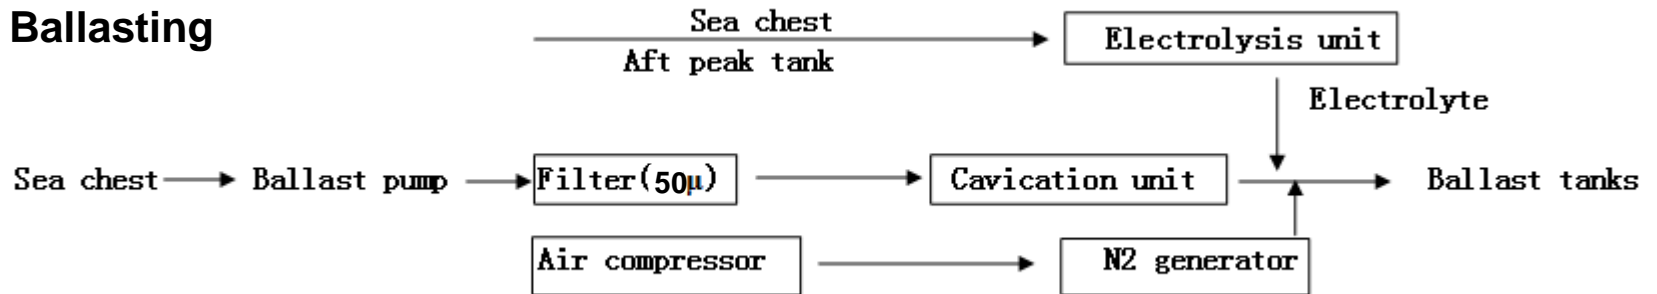 Ballasting
Sea chest
Aft peak tank
Electrolysis unit
Electrolyte
Sea chest Ballast pump Filter(50μ) Cavication unit Ballast tanks
Air compressor N2 generator